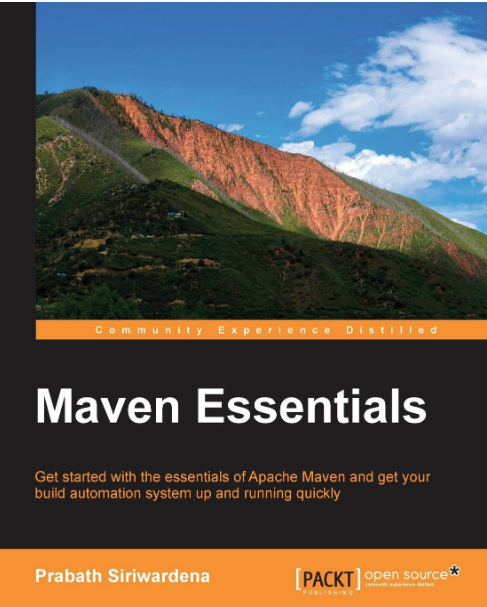 Community Experience Distilled
Maven Essentials
Get started with the essentials of Apache Maven and get your
build automation system up and running quickly
Prabath Siriwardena
[PACKT] open source*
PUBLISHING
community experience distilled